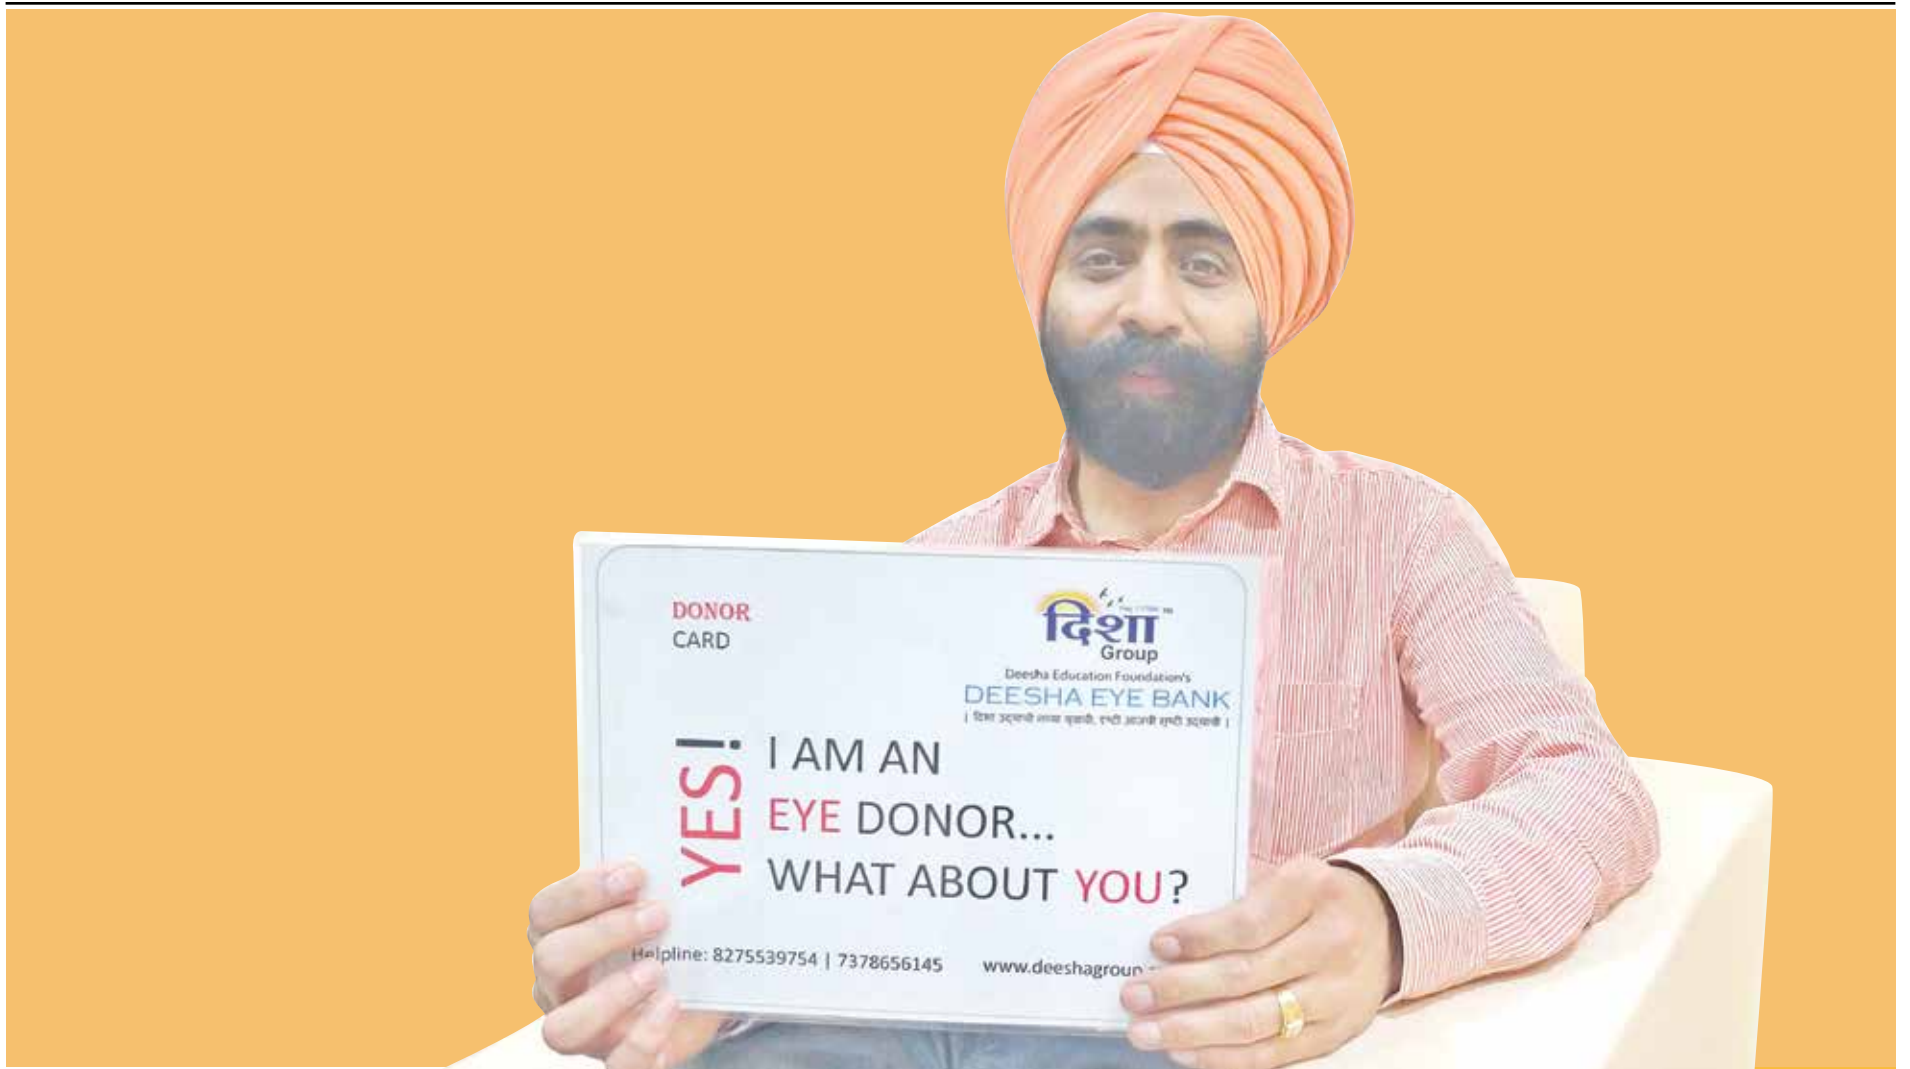 DONOR
CARD
दिशा
Group
Deesha Education Foundation's
DEESHA EYE BANK
YES!
I AM AN
EYE DONOR...
WHAT ABOUT YOU?
Helpline: 8275539754 | 7378656145
www.deeshagroup